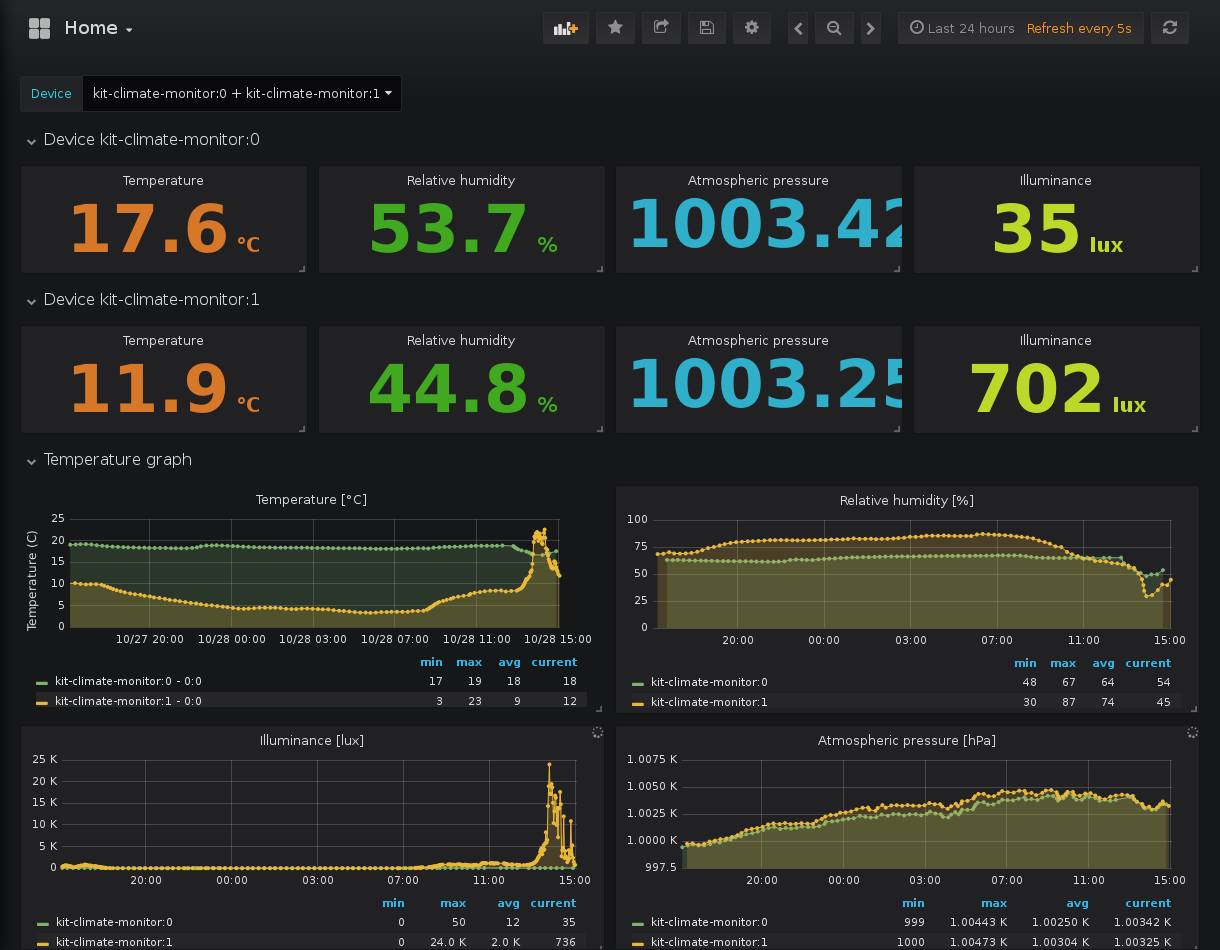 Home
Last 24 hours Refresh every 5s
Device kit-climate-monitor:0 + kit-climate-monitor:1
Device kit-climate-monitor:0
Temperature Relative humidity Atmospheric pressure Illuminance
17.6 °C 53.7 % 1003.42 35 lux
Device kit-climate-monitor:1
Temperature Relative humidity Atmospheric pressure Illuminance
11.9 °C 44.8 % 1003.25 702 lux
Temperature graph
Temperature [°C]
Temperature (C)
25
20
15
10
5
0
10/27 20:00 10/28 00:00 10/28 03:00 10/28 07:00 10/28 11:00 10/28 15:00
min max avg current
kit-climate-monitor:0 - 0:0 17 19 18 18
kit-climate-monitor:1 - 0:0 3 23 9 12
Relative humidity [%]
100
75
50
25
0
20:00 00:00 03:00 07:00 11:00 15:00
min max avg current
kit-climate-monitor:0 48 67 64 54
kit-climate-monitor:1 30 87 74 45
Illuminance [lux]
25 K
20 K
15 K
10 K
5 K
0
20:00 00:00 03:00 07:00 11:00 15:00
min max avg current
kit-climate-monitor:0 0 50 12 35
kit-climate-monitor:1 0 24.0 K 2.0 K 736
Atmospheric pressure [hPa]
1.0075 K
1.0050 K
1.0025 K
1.0000 K
997.5
20:00 00:00 03:00 07:00 11:00 15:00
min max avg current
kit-climate-monitor:0 999 1.00443 K 1.00250 K 1.00342 K
kit-climate-monitor:1 1000 1.00473 K 1.00304 K 1.00325 K